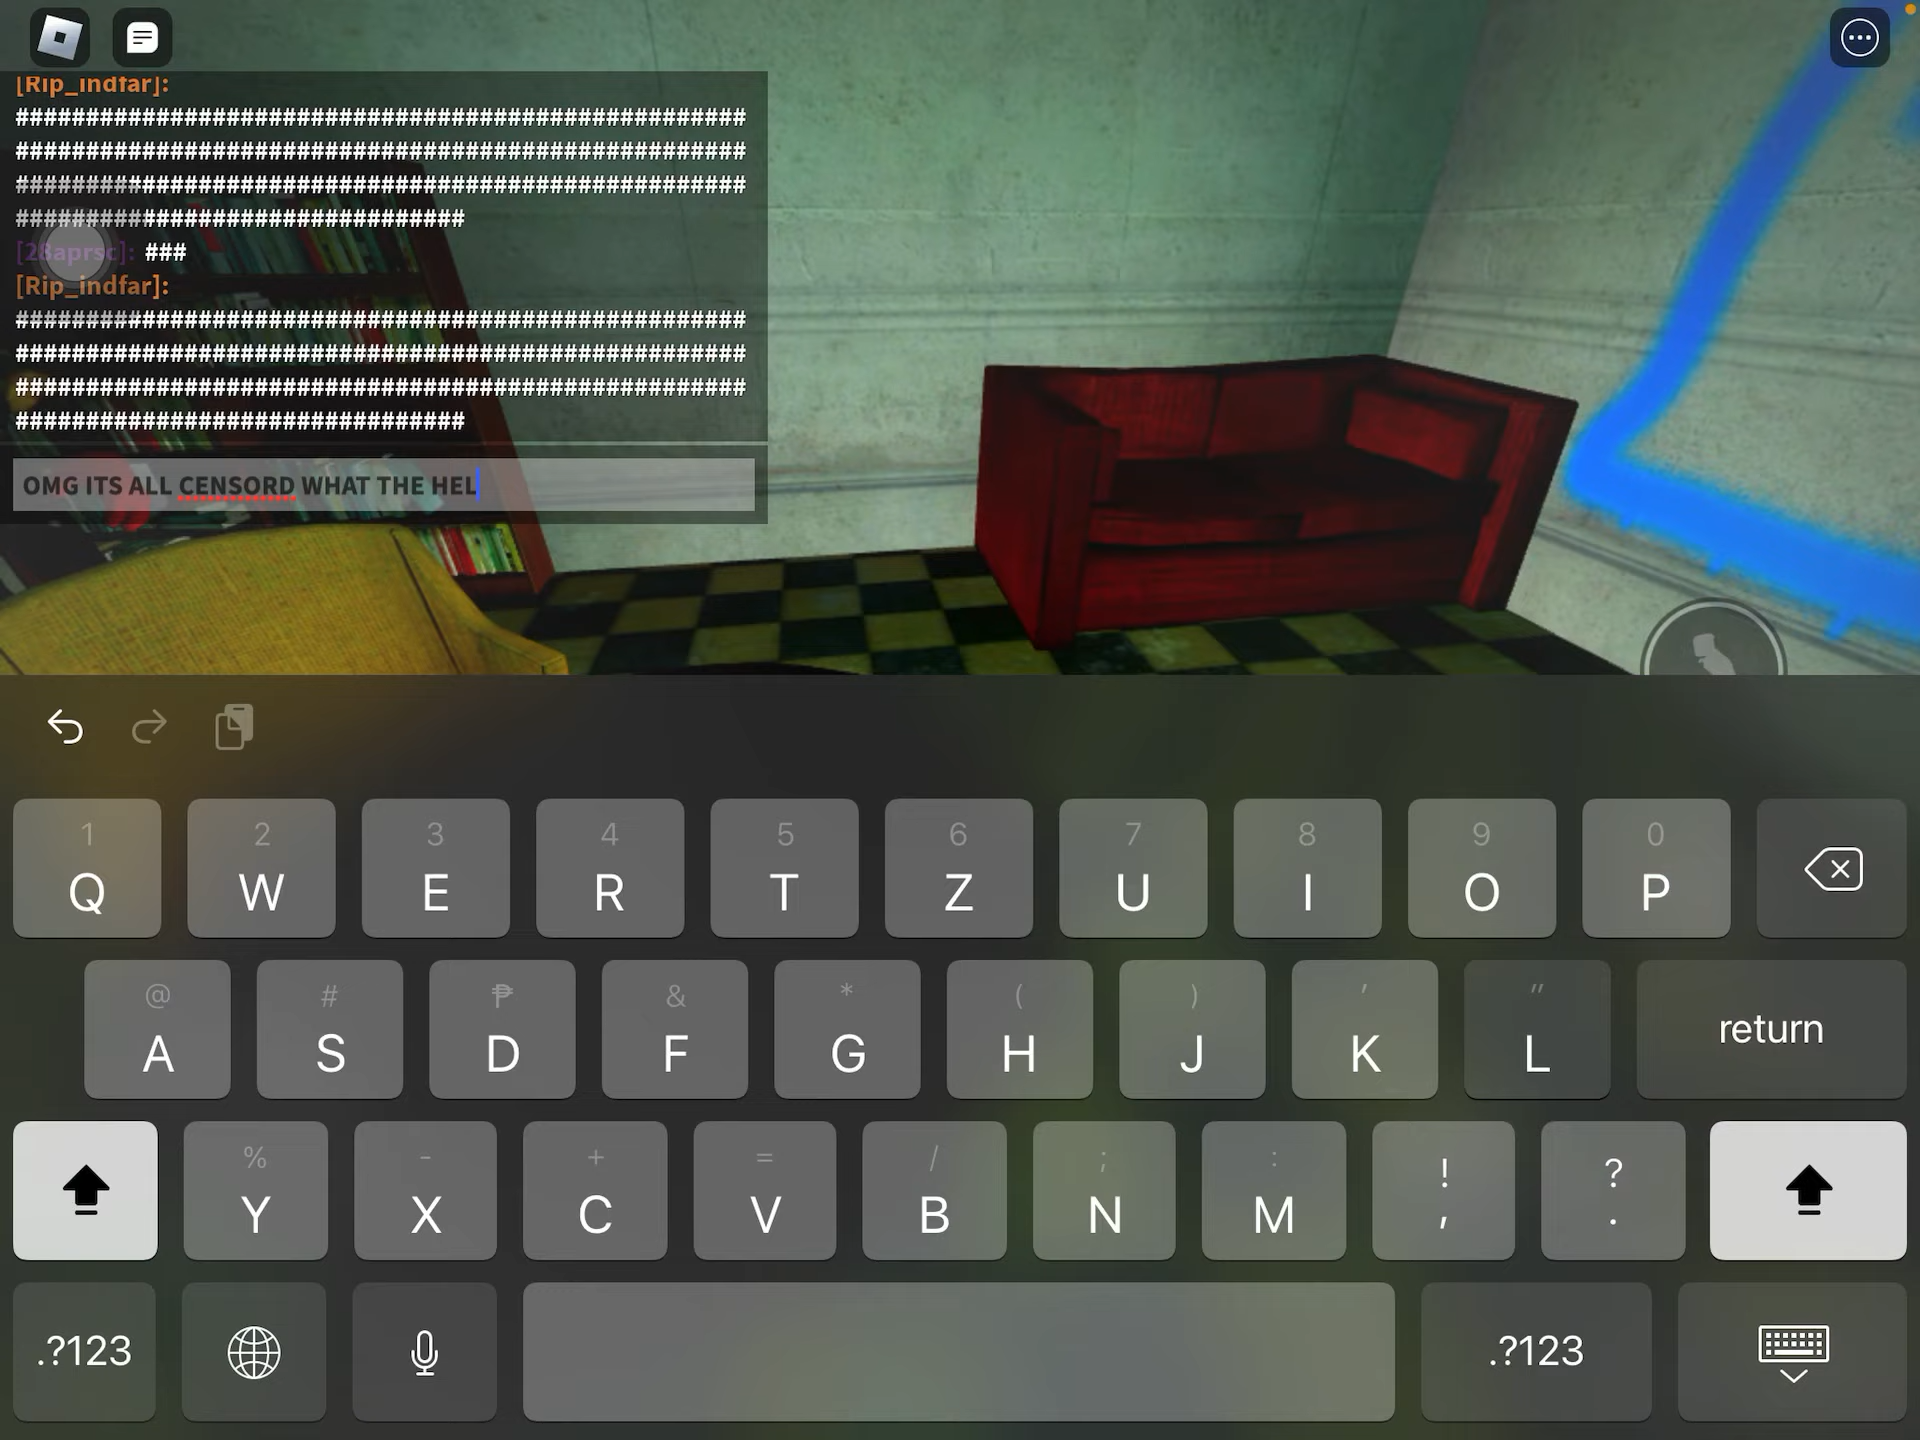 [Rip_indfar]:
####################################################
####################################################
####################################################
################################
[28aprsc]: ###
[Rip_indfar]:
####################################################
####################################################
####################################################
################################
OMG ITS ALL CENSORD WHAT THE HEL
1 2 3 4 5 6 7 8 9 0
Q W E R T Z U I O P
@ # ₱ & * ( ) ' "
A S D F G H J K L return
% - + = / ; : ! ?
Y X C V B N M , .
.?123 .?123